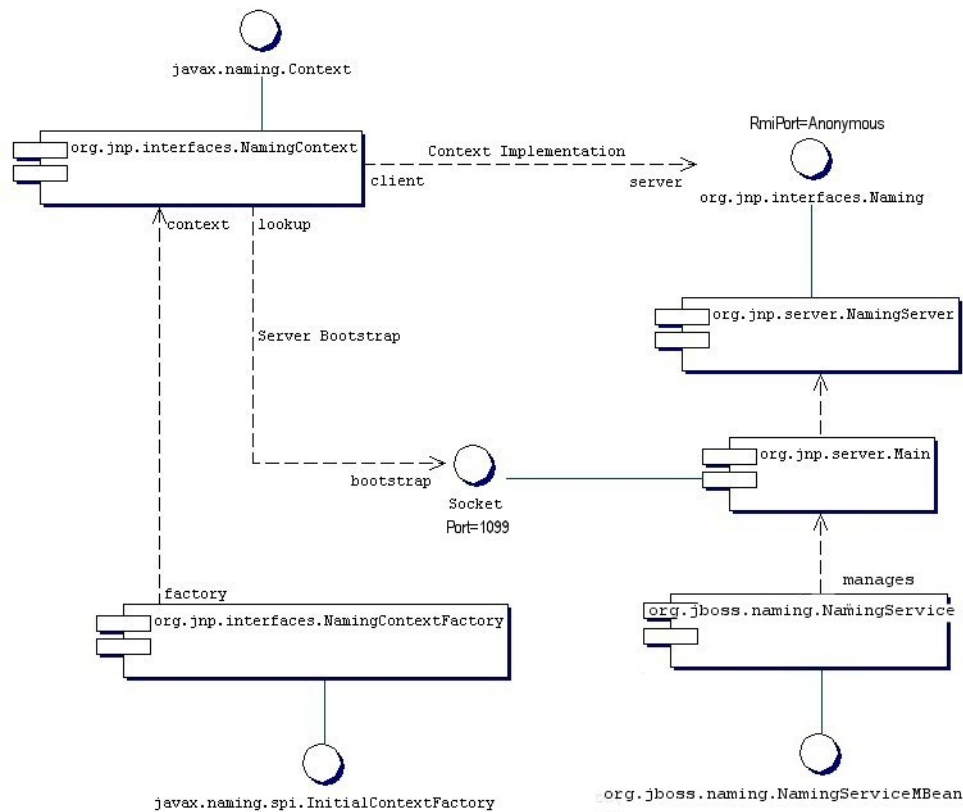 javax.naming.Context
RmiPort=Anonymous
org.jnp.interfaces.NamingContext
Context Implementation
client
server
org.jnp.interfaces.Naming
context
lookup
org.jnp.server.NamingServer
Server Bootstrap
org.jnp.server.Main
bootstrap
Socket
Port=1099
manages
factory
org.jnp.interfaces.NamingContextFactory
org.jboss.naming.NamingService
javax.naming.spi.InitialContextFactory
org.jboss.naming.NamingServiceMBean